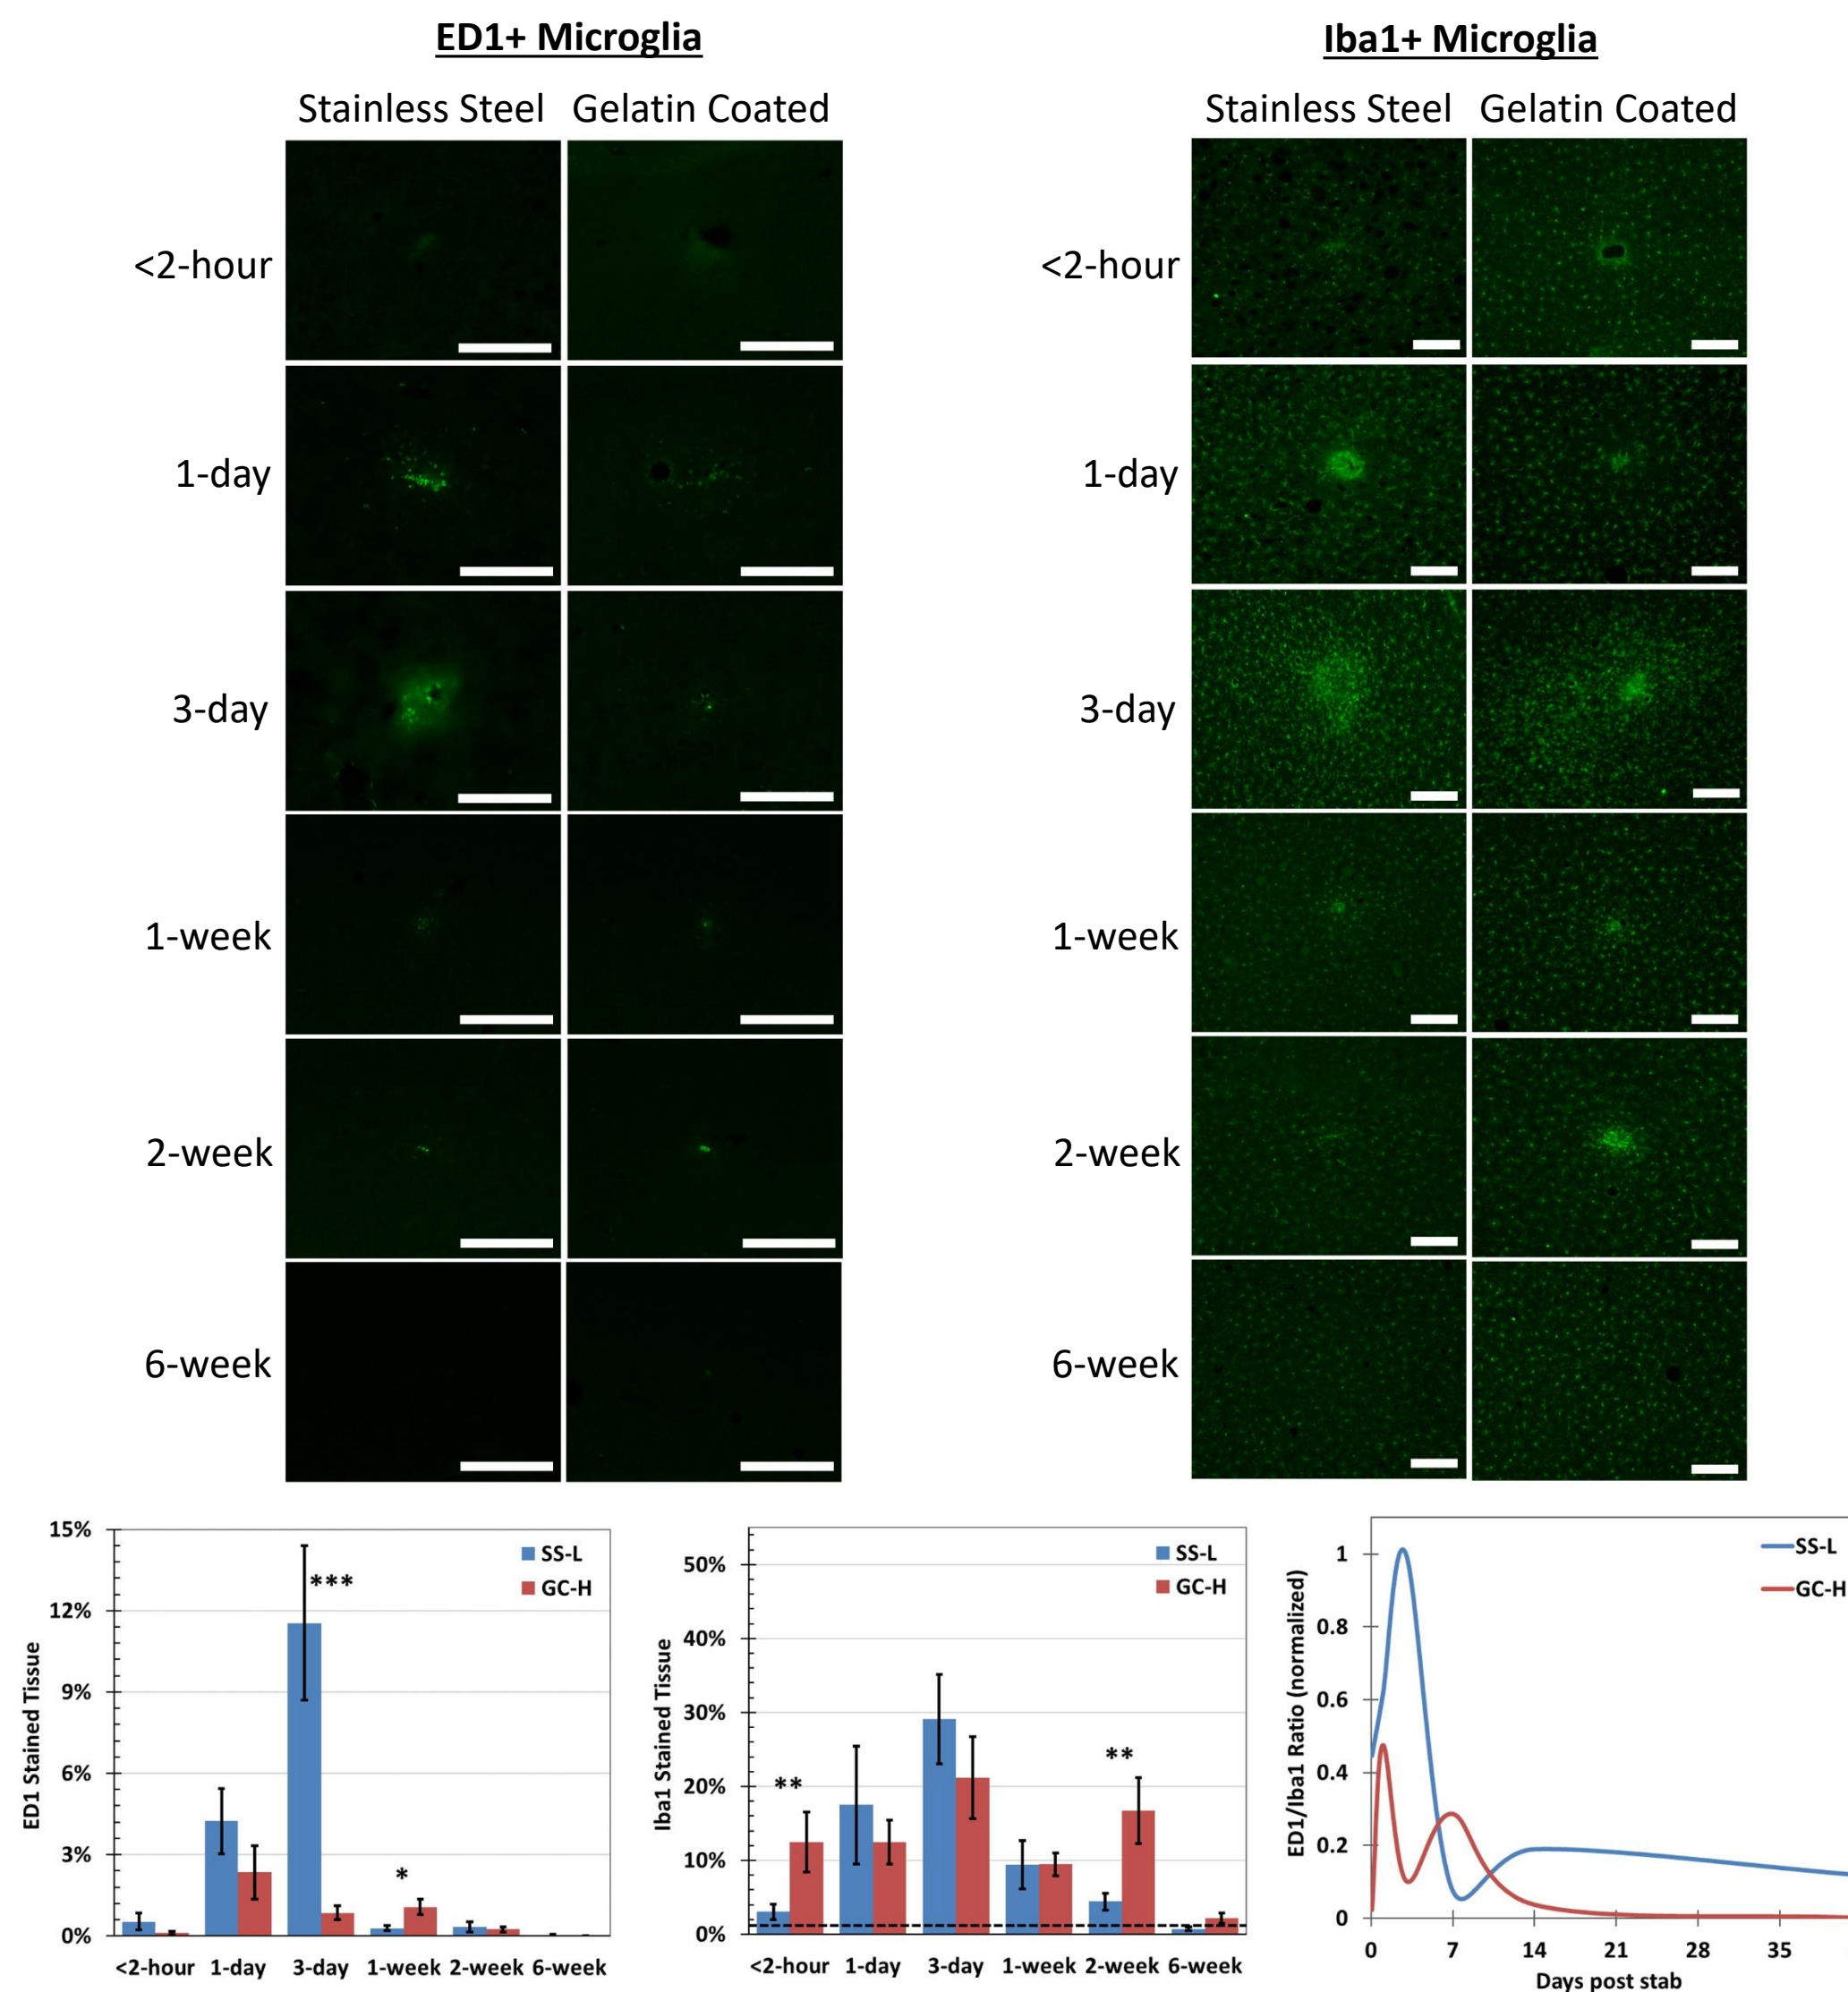 ED1+ Microglia
Stainless Steel Gelatin Coated
<2-hour
1-day
3-day
1-week
2-week
6-week
Iba1+ Microglia
Stainless Steel Gelatin Coated
<2-hour
1-day
3-day
1-week
2-week
6-week
ED1 Stained Tissue
15%
12%
9%
6%
3%
0%
SS-L
GC-H
***
*
<2-hour 1-day 3-day 1-week 2-week 6-week
Iba1 Stained Tissue
50%
40%
30%
20%
10%
0%
SS-L
GC-H
**
**
<2-hour 1-day 3-day 1-week 2-week 6-week
ED1/Iba1 Ratio (normalized)
1
0.8
0.6
0.4
0.2
0
SS-L
GC-H
0 7 14 21 28 35
Days post stab